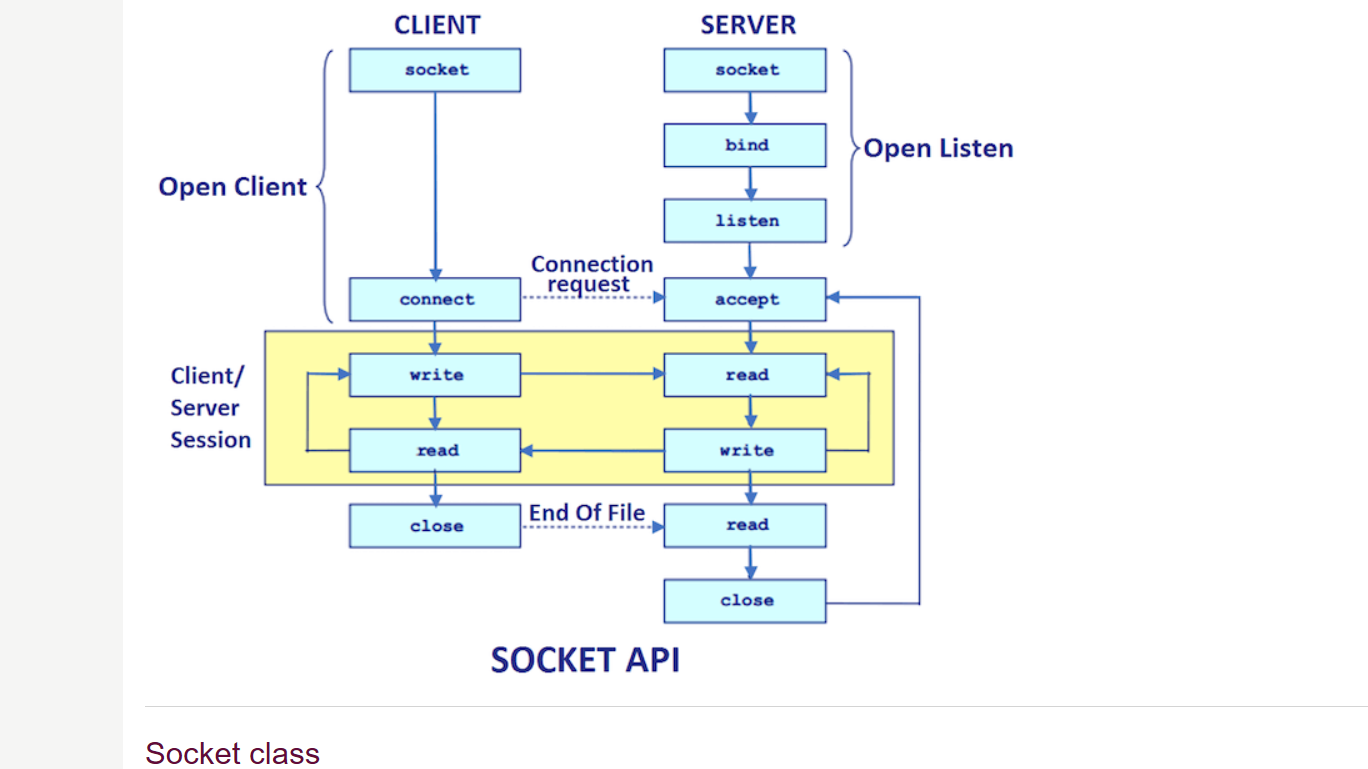 CLIENT
SERVER
socket
socket
bind
Open Listen
Open Client
listen
Connection
request
connect
accept
Client/
Server
Session
write
read
read
write
close
End Of File
read
close
SOCKET API
Socket class